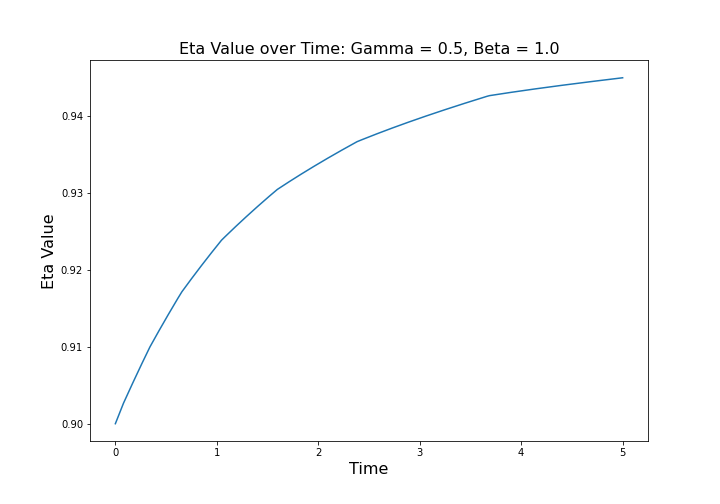 Eta Value over Time: Gamma = 0.5, Beta = 1.0
Eta Value
0.94
0.93
0.92
0.91
0.90
0 1 2 3 4 5
Time